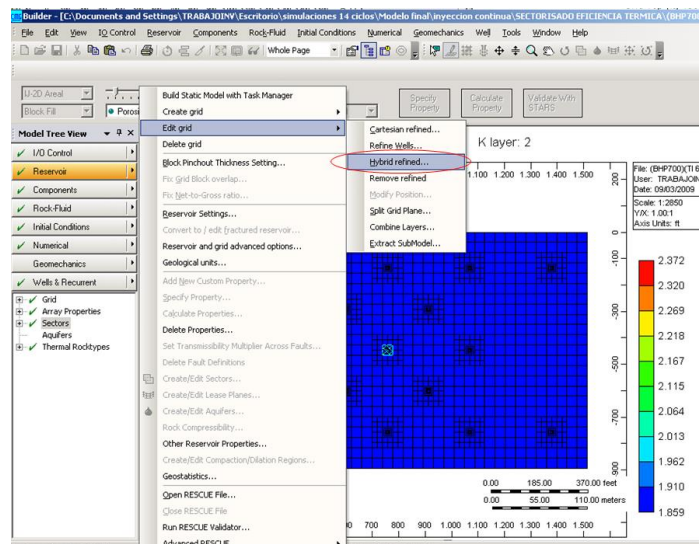 Builder - [C:\Documents and Settings\TRABAJOINV\Escritorio\simulaciones 14 ciclos\Modelo final\inyeccion continua\SECTORISADO EFICIENCIA TERMICA\(BHP700
File Edit View IO Control Reservoir Components Rock-Fluid Initial Conditions Numerical Geomechanics Well Tools Window Help
Whole Page
IJ-2D Areal
Block Fill
Porosi
Specify Property
Calculate Property
Validate With STARS
Model Tree View
I/O Control
Reservoir
Components
Rock-Fluid
Initial Conditions
Numerical
Geomechanics
Wells & Recurrent
Grid
Array Properties
Sectors
Aquifers
Thermal Rocktypes
Build Static Model with Task Manager
Create grid
Edit grid
Delete grid
Block Pinchout Thickness Setting...
Fix Grid Block overlap...
Fix Net-to-Gross ratio...
Reservoir Settings...
Convert to / edit fractured reservoir...
Reservoir and grid advanced options...
Geological units...
Add New Custom Property...
Specify Property...
Calculate Properties...
Delete Properties...
Set Transmissibility Multiplier Across Faults...
Delete Fault Definitions
Create/Edit Sectors...
Create/Edit Lease Planes...
Create/Edit Aquifers...
Rock Compressibility...
Other Reservoir Properties...
Create/Edit Compaction/Dilation Regions...
Geostatistics...
Open RESCUE File...
Close RESCUE File
Run RESCUE Validator...
Advanced RESCUE
Cartesian refined...
Refine Wells...
Hybrid refined...
Remove refined
Modify Position...
Split Grid Plane...
Combine Layers...
Extract SubModel...
K layer: 2
1.100 1.200 1.300 1.400 1.500
File: (BHP700)(TI 6
User: TRABAJOIN
Date: 09/03/2009
Scale: 1:2850
Y/X: 1.00:1
Axis Units: ft
200
0
-100
-300
-500
-700
900
2.372
2.320
2.269
2.218
2.167
2.115
2.064
2.013
1.962
1.910
1.859
0.00 185.00 370.00 feet
0.00 55.00 110.00 meters
700 800 900 1.000 1.100 1.200 1.300 1.400 1.500